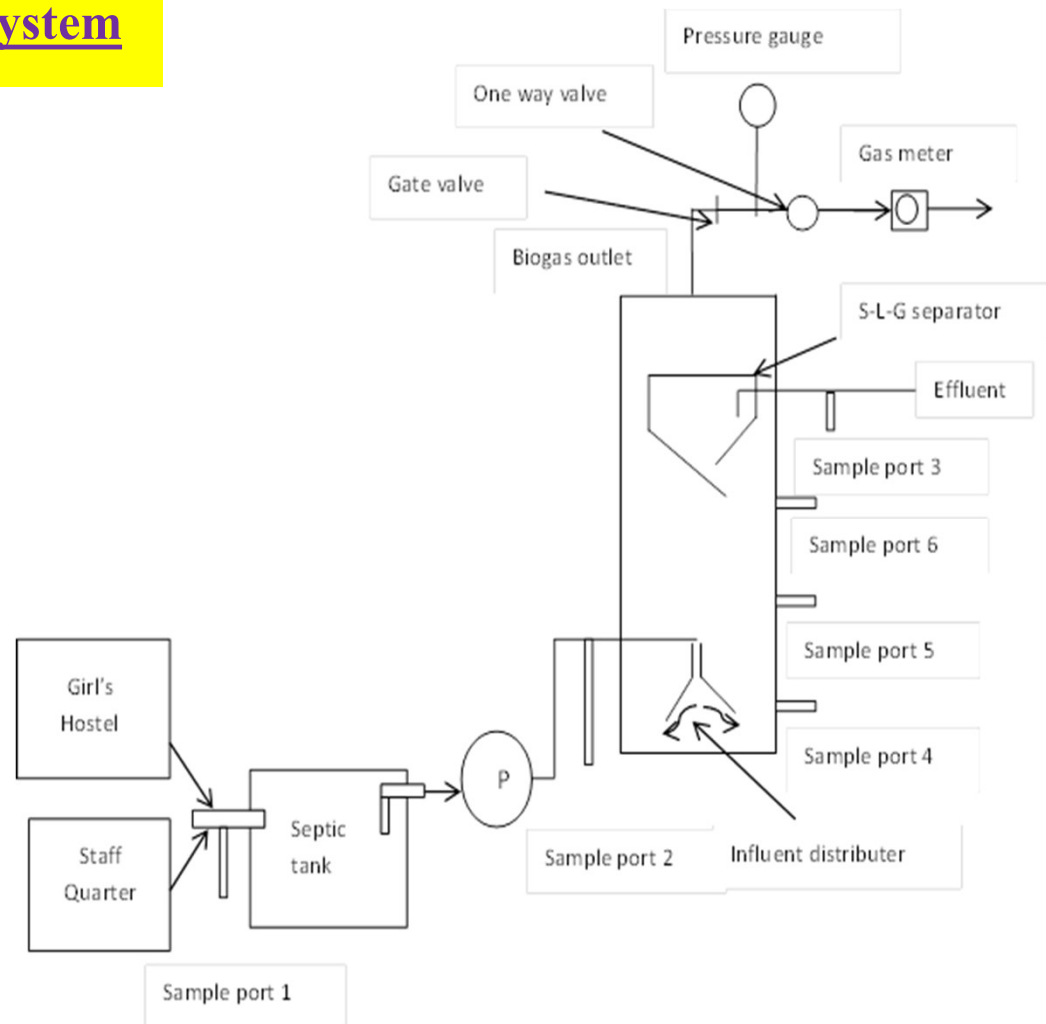 ystem
Pressure gauge
One way valve
Gas meter
Gate valve
Biogas outlet
S-L-G separator
Effluent
Sample port 3
Sample port 6
Sample port 5
Girl's
Hostel
Sample port 4
P
Septic
tank
Staff
Quarter
Sample port 2
Influent distributer
Sample port 1